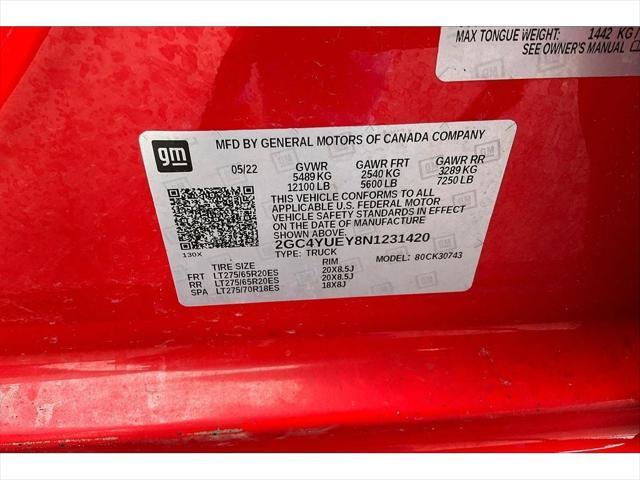 MAX TONGUE WEIGHT: 1442 KG/
SEE OWNER'S MANUAL
gm
MFD BY GENERAL MOTORS OF CANADA COMPANY
05/22 GVWR GAWR FRT GAWR RR
5489 KG 2540 KG 3289 KG
12100 LB 5600 LB 7250 LB
THIS VEHICLE CONFORMS TO ALL
APPLICABLE U.S. FEDERAL MOTOR
VEHICLE SAFETY STANDARDS IN EFFECT
ON THE DATE OF MANUFACTURE
SHOWN ABOVE.
2GC4YUEY8N1231420
130X TYPE: TRUCK MODEL: 80CK30743
TIRE SIZE RIM
FRT LT275/65R20ES 20X8.5J
RR LT275/65R20ES 20X8.5J
SPA LT275/70R18ES 18X8J